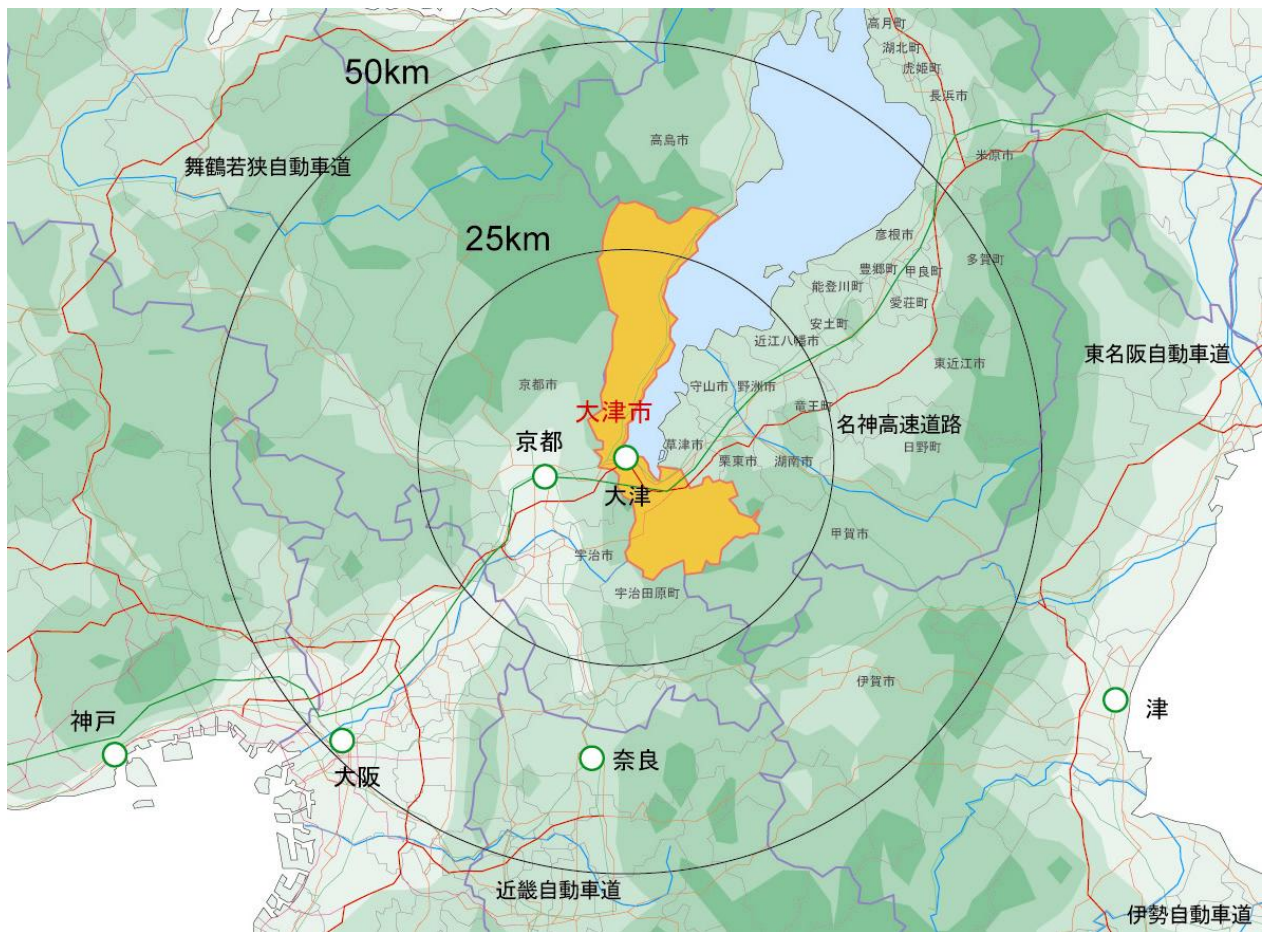 高月町
湖北町
50km
虎姫町
長浜市
高島市
米原市
舞鶴若狭自動車道
25km
彦根市
多賀町
豊郷町
甲良町
能登川町
愛荘町
安土町
近江八幡市
東名阪自動車道
東近江市
京都市
守山市
野洲市
竜王町
大津市
名神高速道路
京都
草津市
日野町
栗東市
湖南市
大津
甲賀市
宇治市
宇治田原町
伊賀市
神戸
津
奈良
大阪
近畿自動車道
伊勢自動車道